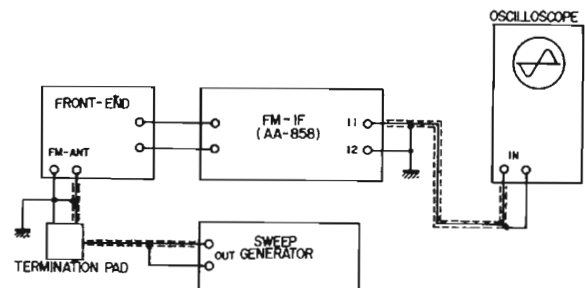 OSCILLOSCOPE
FRONT-END
FM-IF
(AA-858)
11
FM-ANT
12
IN
SWEEP
OUT GENERATOR
TERMINATION PAD